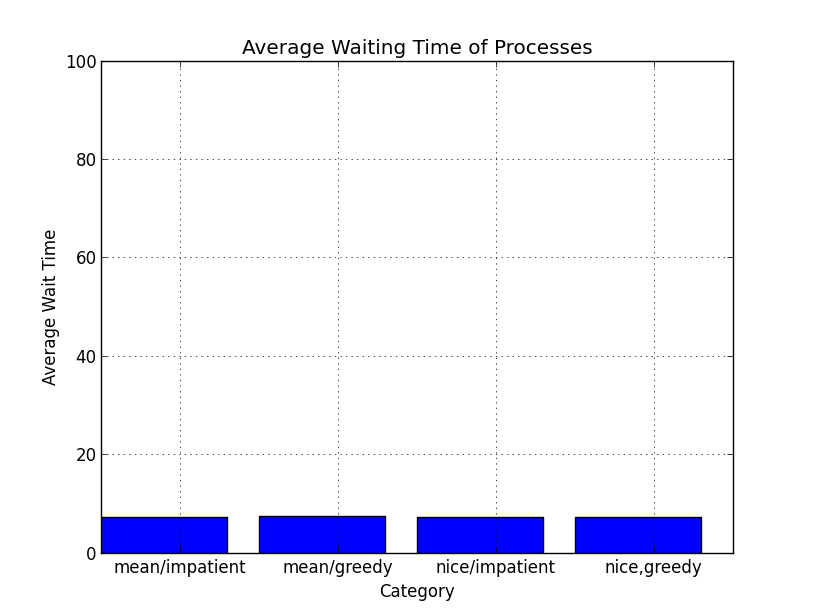 Average Waiting Time of Processes
100
80
60
40
20
0
Average Wait Time
mean/impatient
mean/greedy
nice/impatient
nice,greedy
Category